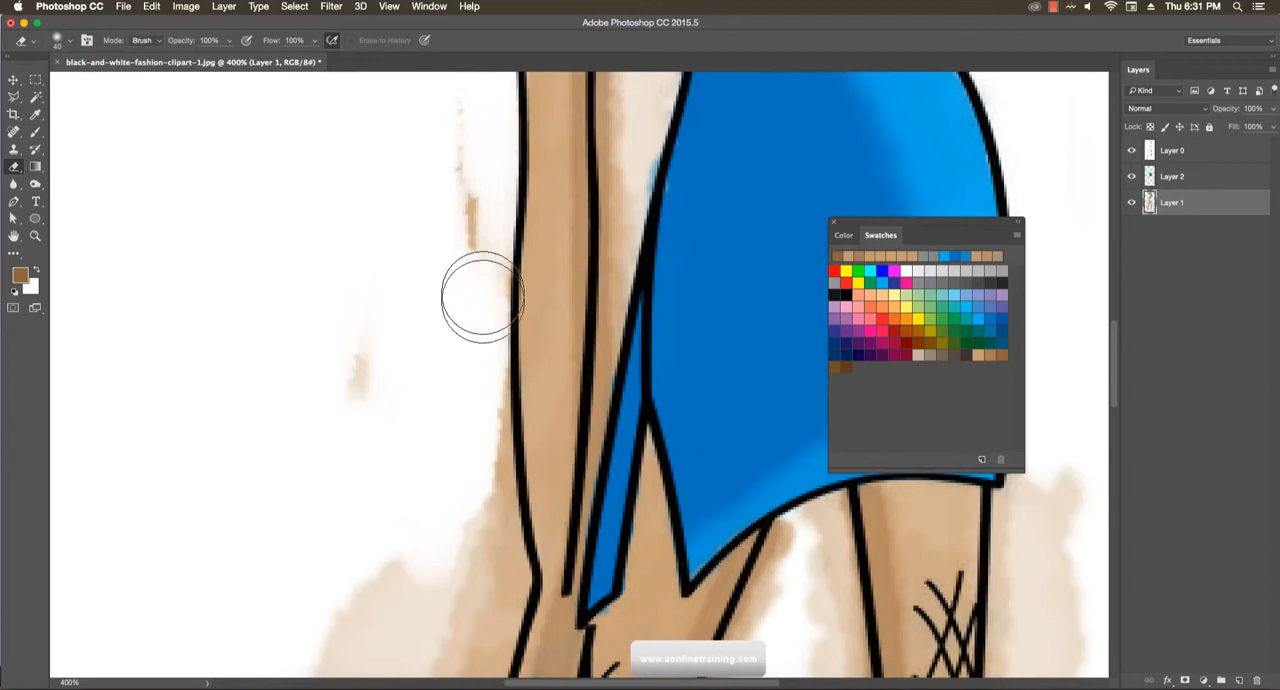 Photoshop CC File Edit Image Layer Type Select Filter 3D View Window Help Thu 6:31 PM
Adobe Photoshop CC 2015.5
40 Mode: Brush Opacity: 100% Flow: 100% Erase to History Essentials
black-and-white-fashion-clipart-1.jpg @ 400% (Layer 1, RGB/8#) *
Layers
Kind
Normal Opacity: 100%
Lock: Fill: 100%
Layer 0
Layer 2
Layer 1
Color Swatches
www.aonlinetraining.com
400%